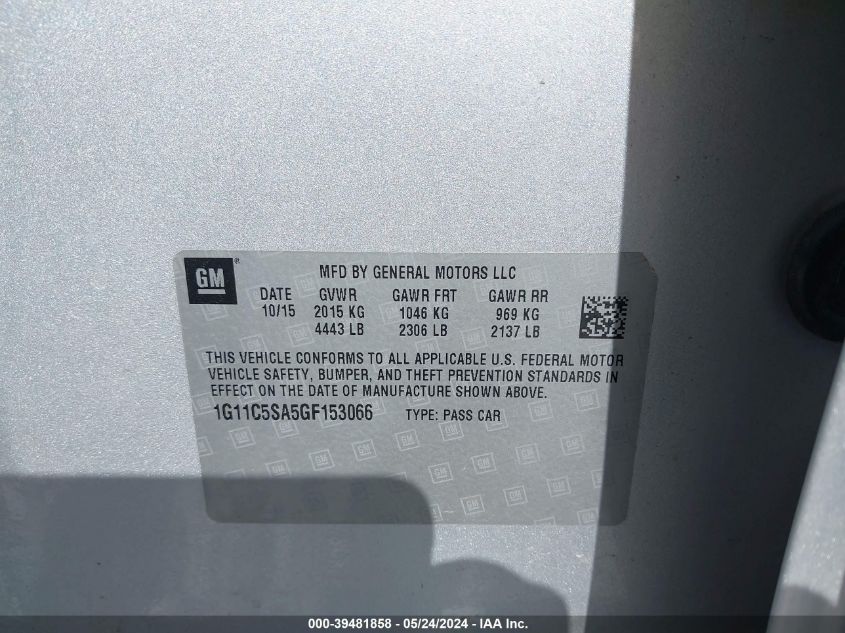 GM ®
MFD BY GENERAL MOTORS LLC
DATE GVWR GAWR FRT GAWR RR
10/15 2015 KG 1046 KG 969 KG
4443 LB 2306 LB 2137 LB
THIS VEHICLE CONFORMS TO ALL APPLICABLE U.S. FEDERAL MOTOR
VEHICLE SAFETY, BUMPER, AND THEFT PREVENTION STANDARDS IN
EFFECT ON THE DATE OF MANUFACTURE SHOWN ABOVE.
1G11C5SA5GF153066 TYPE: PASS CAR
000-39481858 - 05/24/2024 - IAA Inc.